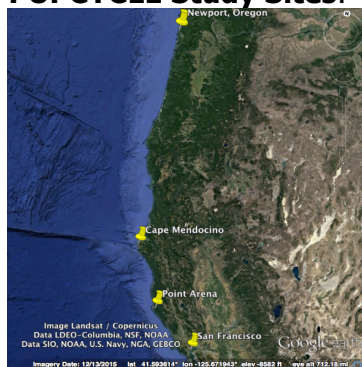 PUPCYCLE Study Sites:
Newport, Oregon
N
Cape Mendocino
Point Arena
San Francisco
Image Landsat / Copernicus
Data LDEO-Columbia, NSF, NOAA
Data SIO, NOAA, U.S. Navy, NGA, GEBCO
Google earth
Imagery Date: 12/13/2015 lat 41.593614° lon -125.671943° elev -8582 ft eye alt 712.18 mi